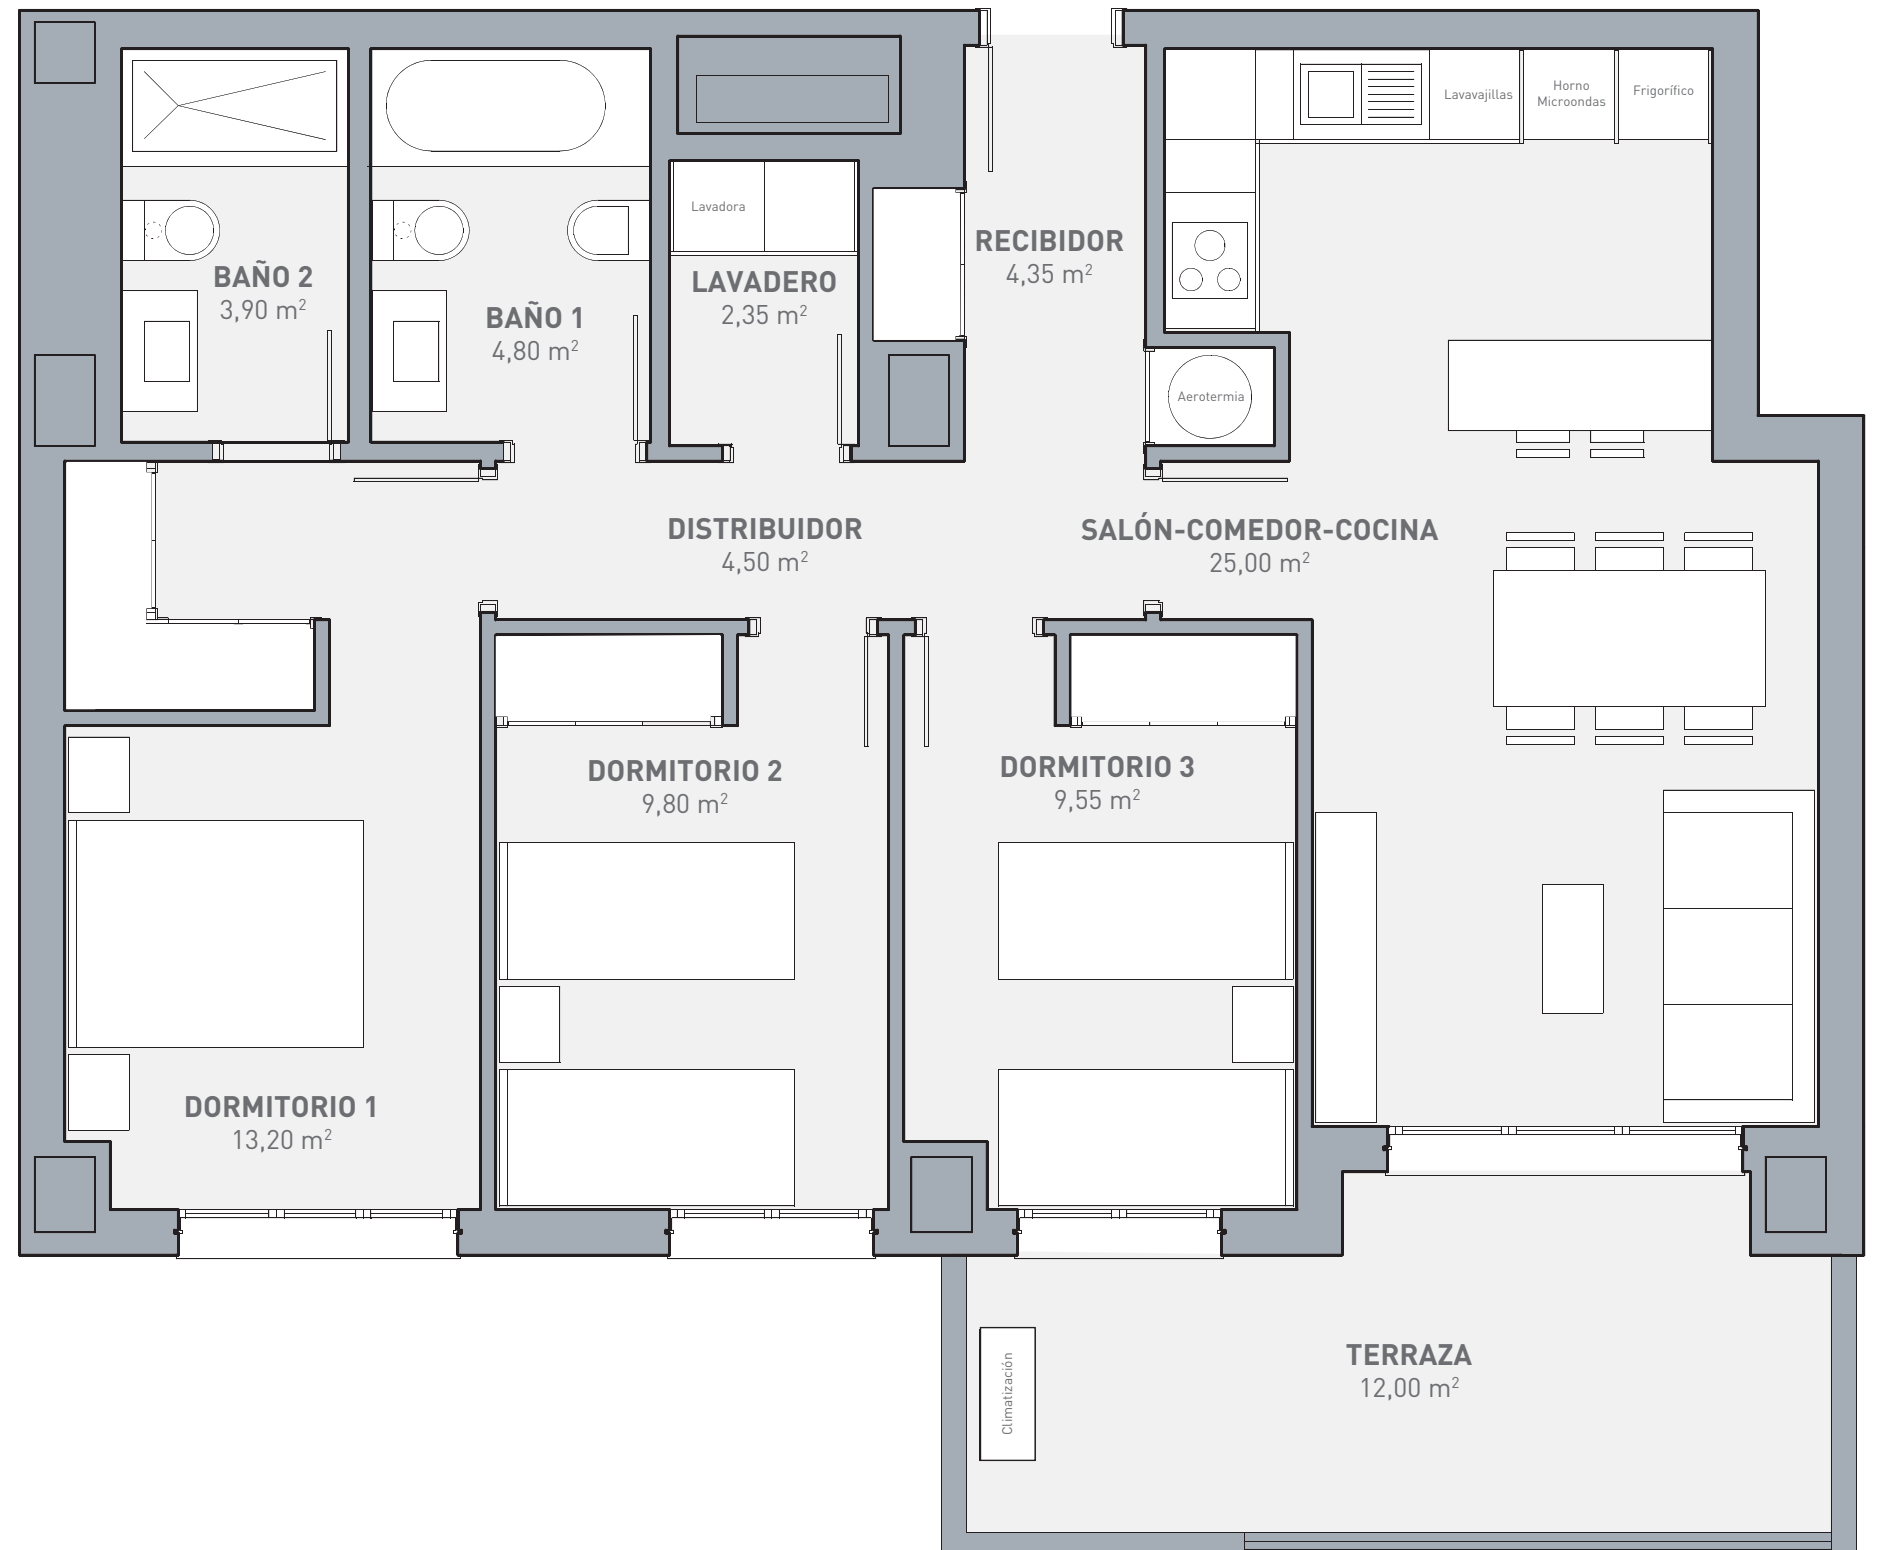 Lavavajillas
Horno
Microondas
Frigorífico
Lavadora
RECIBIDOR
4,35 m²
BAÑO 2
3,90 m²
LAVADERO
2,35 m²
BAÑO 1
4,80 m²
Aerotermia
DISTRIBUIDOR
4,50 m²
SALÓN-COMEDOR-COCINA
25,00 m²
DORMITORIO 2
9,80 m²
DORMITORIO 3
9,55 m²
DORMITORIO 1
13,20 m²
TERRAZA
12,00 m²
Climatización